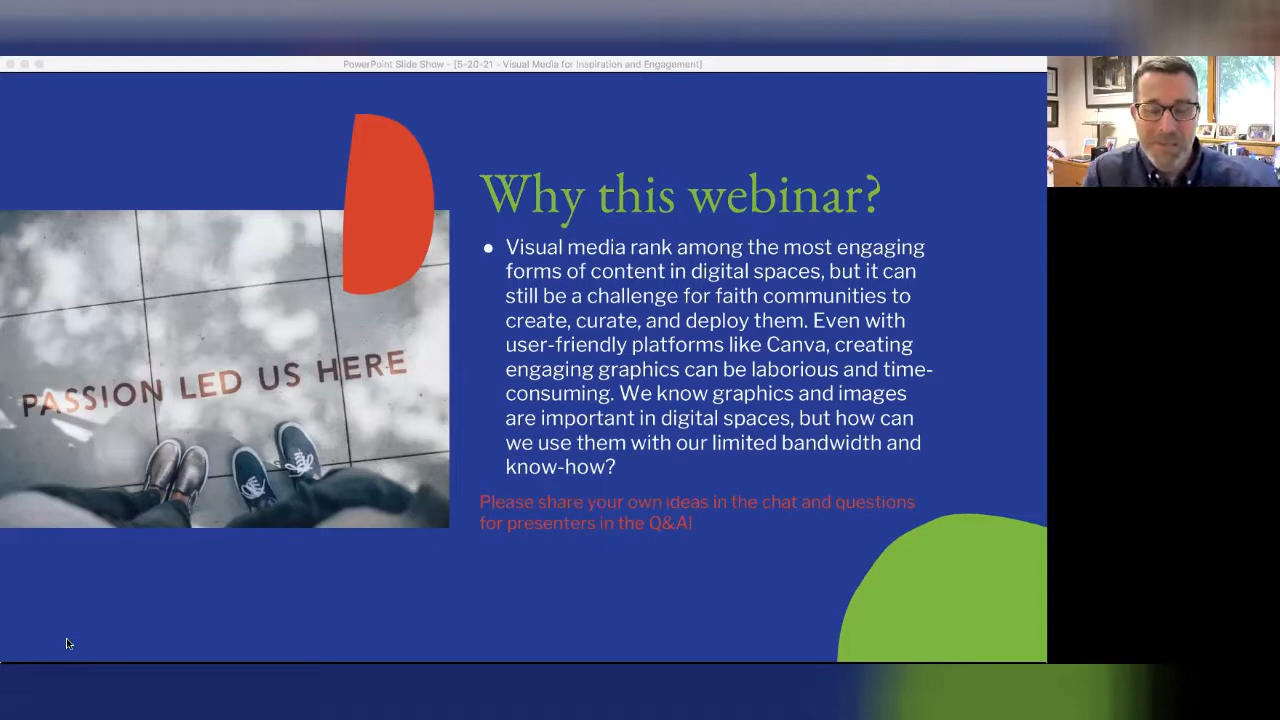 PowerPoint Slide Show - [5-20-21 - Visual Media for Inspiration and Engagement]
Why this webinar?
● Visual media rank among the most engaging
forms of content in digital spaces, but it can
still be a challenge for faith communities to
create, curate, and deploy them. Even with
user-friendly platforms like Canva, creating
engaging graphics can be laborious and time-
consuming. We know graphics and images
are important in digital spaces, but how can
we use them with our limited bandwidth and
know-how?
Please share your own ideas in the chat and questions
for presenters in the Q&A!
PASSION LED US HERE